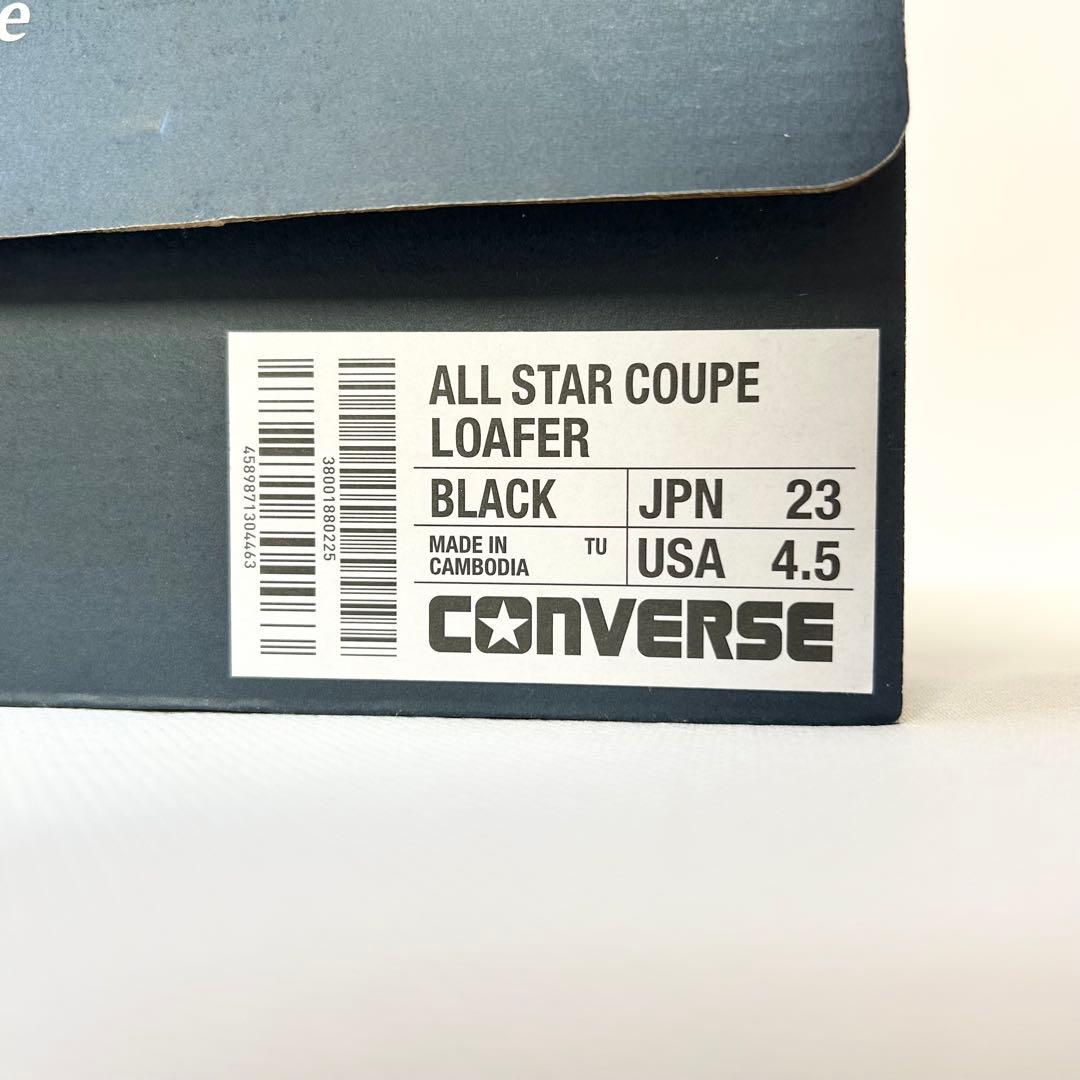 e
4589871304463
38001880225
ALL STAR COUPE
LOAFER
BLACK
JPN 23
MADE IN
CAMBODIA
TU
USA 4.5
CONVERSE